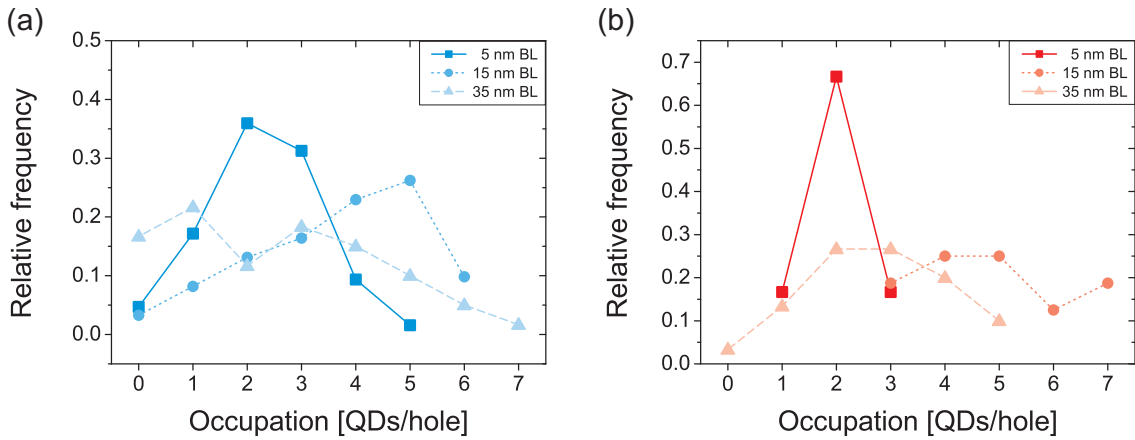 (a)
0.5
0.4
0.3
0.2
0.1
0.0
Relative frequency
5 nm BL
15 nm BL
35 nm BL
0 1 2 3 4 5 6 7
Occupation [QDs/hole]
(b)
0.7
0.6
0.5
0.4
0.3
0.2
0.1
0.0
Relative frequency
5 nm BL
15 nm BL
35 nm BL
0 1 2 3 4 5 6 7
Occupation [QDs/hole]